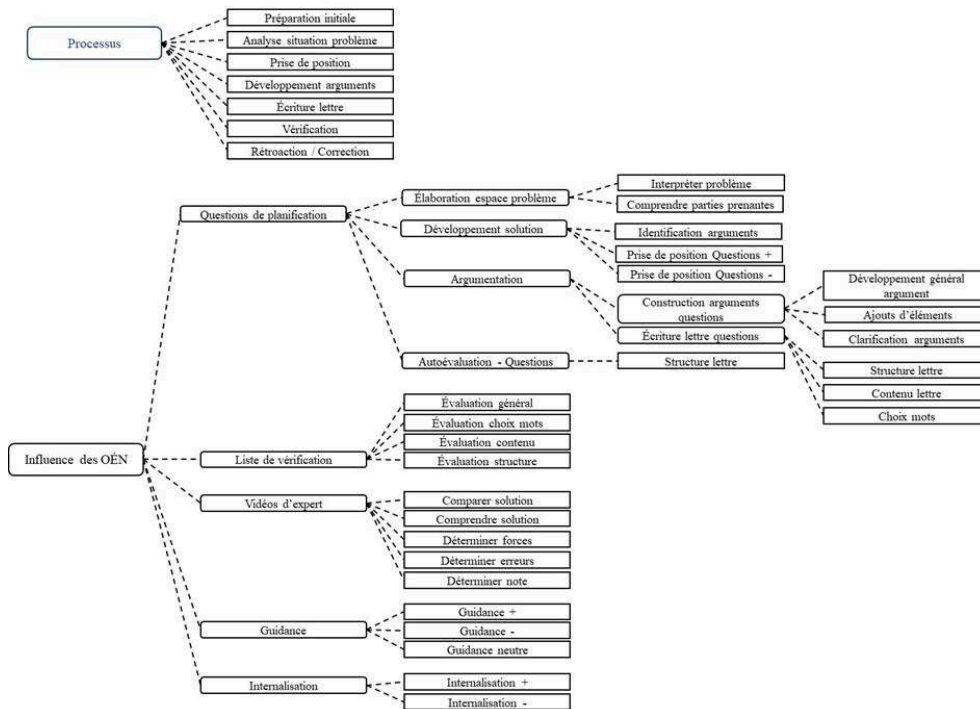 Processus
Préparation initiale
Analyse situation problème
Prise de position
Développement arguments
Écriture lettre
Vérification
Rétroaction / Correction
Influence des OÉN
Questions de planification
Élaboration espace problème
Interpréter problème
Comprendre parties prenantes
Développement solution
Identification arguments
Prise de position Questions +
Prise de position Questions -
Argumentation
Construction arguments
questions
Développement général
argument
Ajouts d'éléments
Clarification arguments
Écriture lettre questions
Structure lettre
Contenu lettre
Choix mots
Autoévaluation - Questions
Structure lettre
Liste de vérification
Évaluation général
Évaluation choix mots
Évaluation contenu
Évaluation structure
Vidéos d'expert
Comparer solution
Comprendre solution
Déterminer forces
Déterminer erreurs
Déterminer note
Guidance
Guidance +
Guidance -
Guidance neutre
Internalisation
Internalisation +
Internalisation -